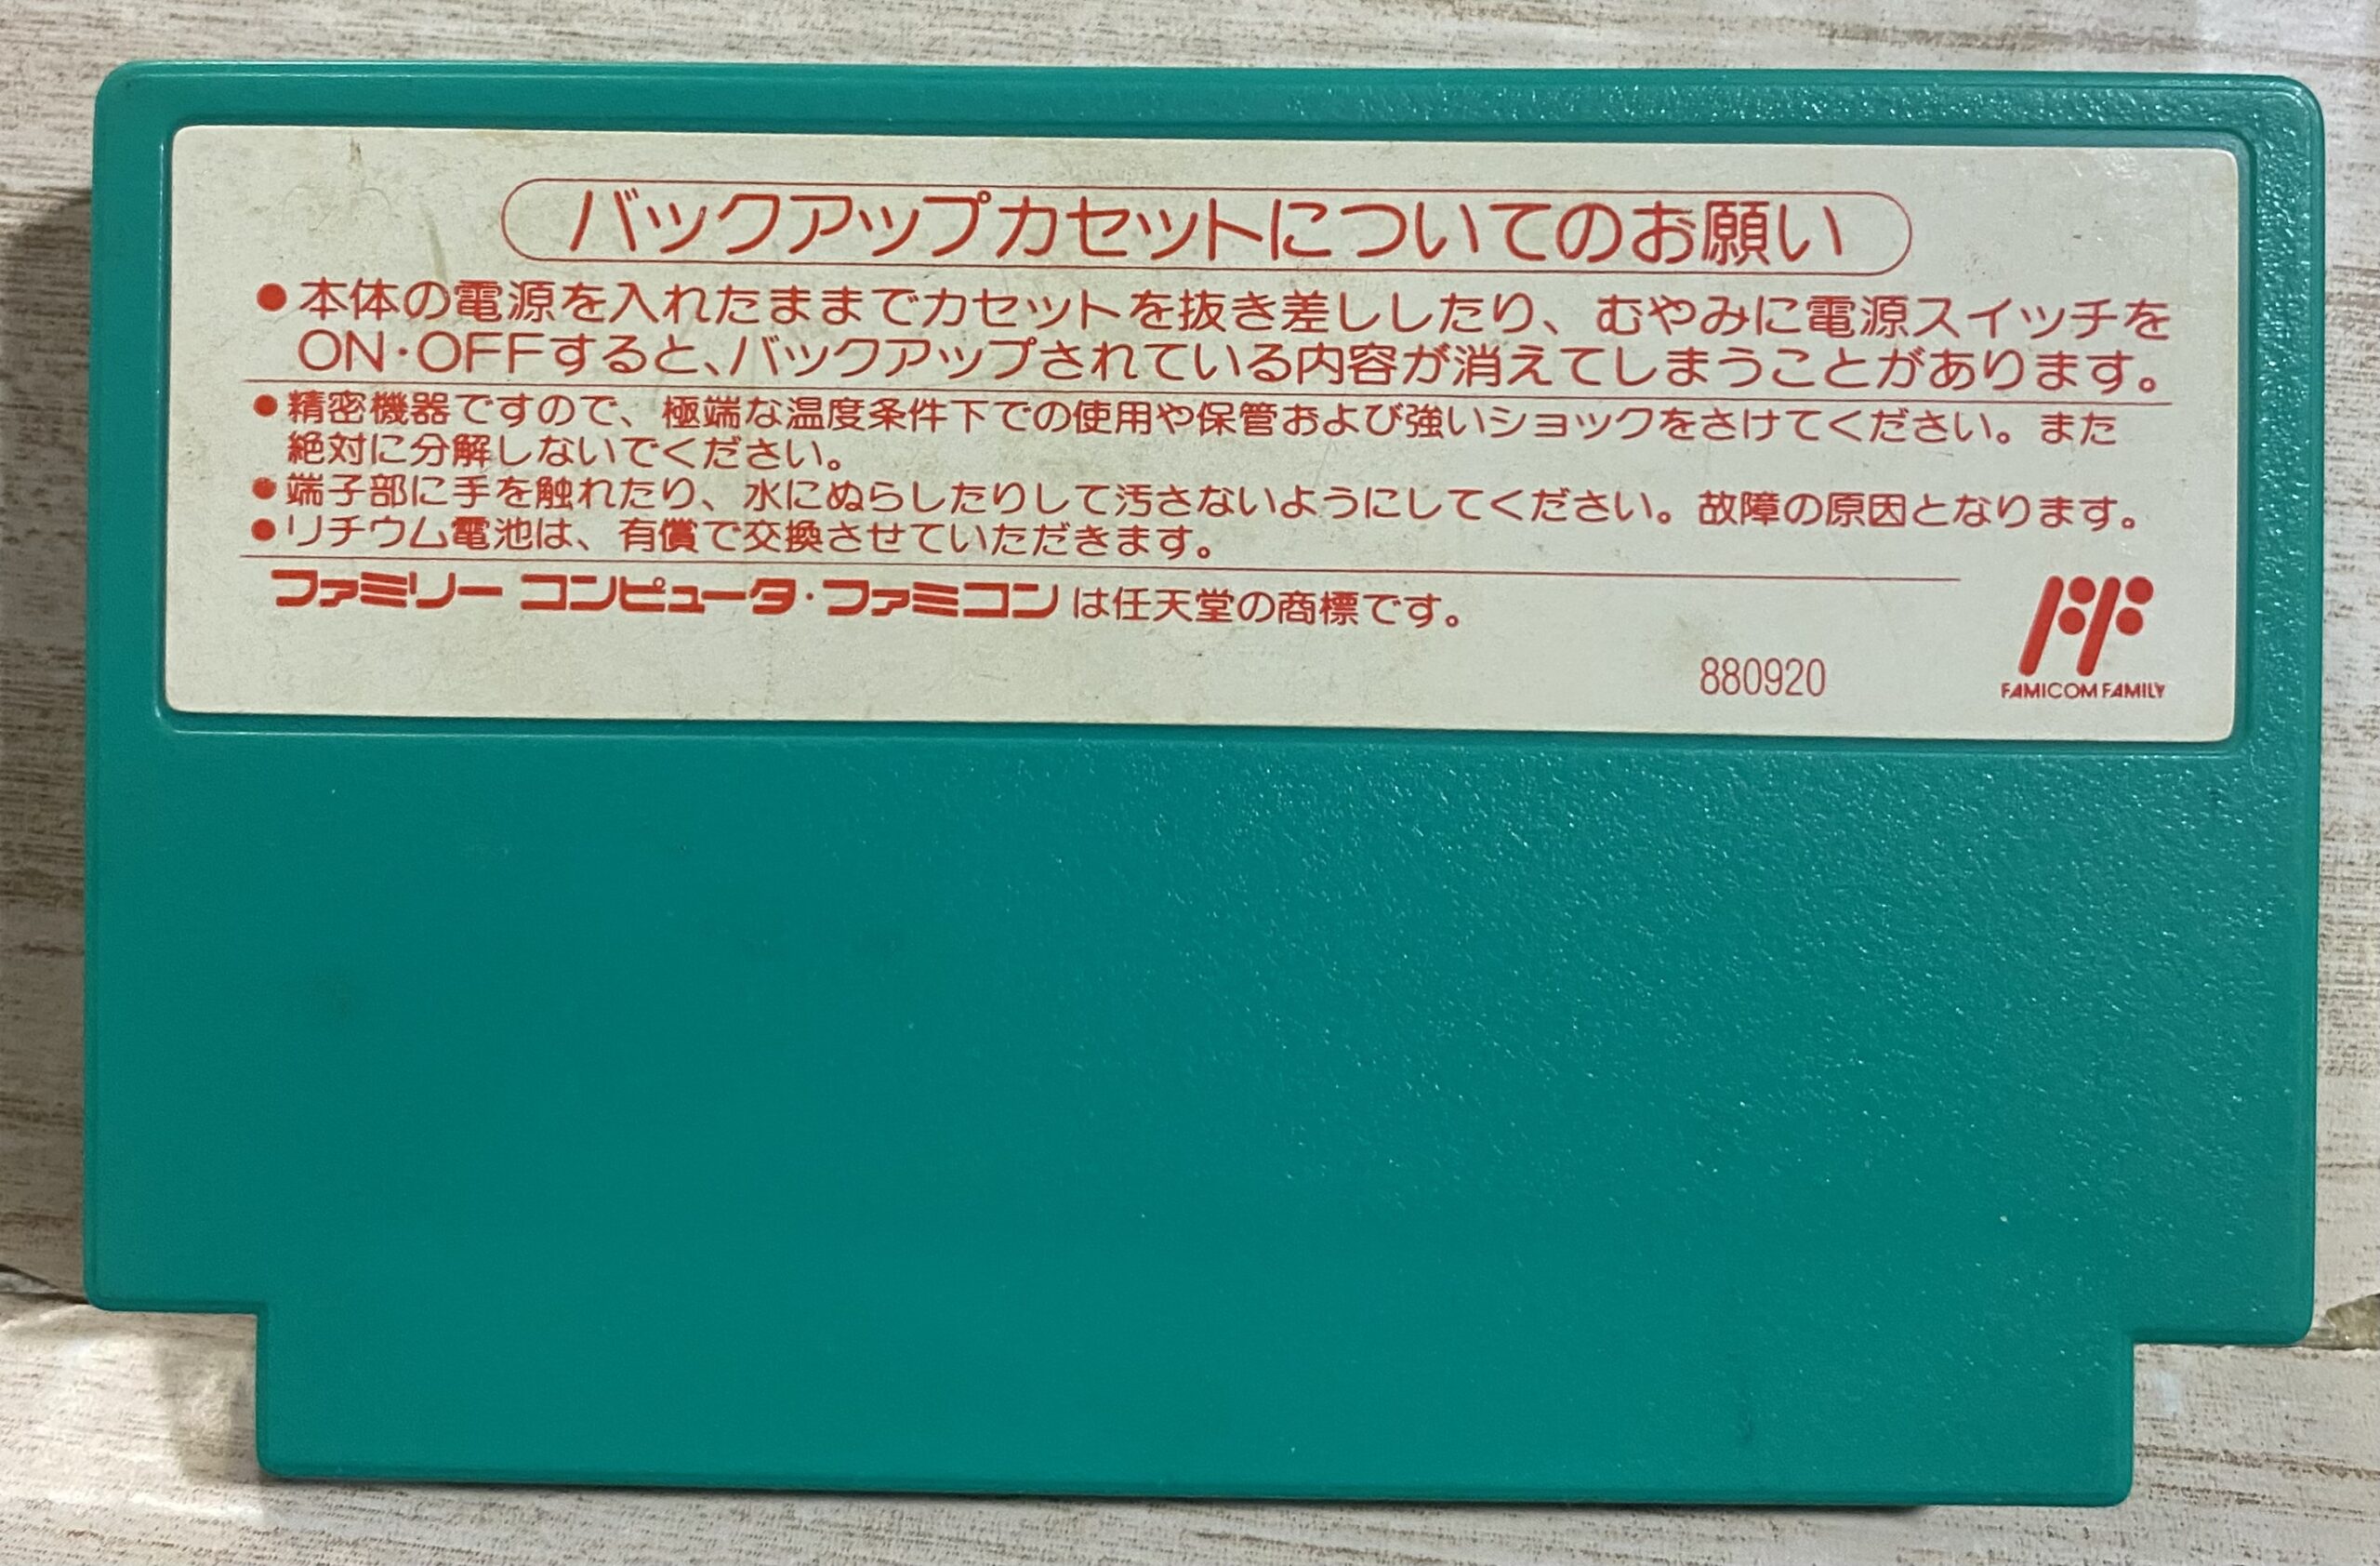 バックアップカセットについてのお願い
●本体の電源を入れたままでカセットを抜き差ししたり、むやみに電源スイッチを
ON・OFFすると、バックアップされている内容が消えてしまうことがあります。
●精密機器ですので、極端な温度条件下での使用や保管および強いショックをさけてください。また
絶対に分解しないでください。
●端子部に手を触れたり、水にぬらしたりして汚さないようにしてください。故障の原因となります。
●リチウム電池は、有償で交換させていただきます。
ファミリー コンピュータ・ファミコンは任天堂の商標です。
880920
FAMICOM FAMILY